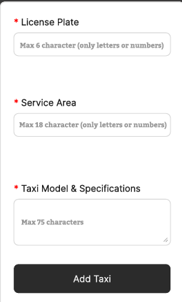 * License Plate
Max 6 character (only letters or numbers)
* Service Area
Max 18 character (only letters or numbers)
* Taxi Model & Specifications
Max 75 characters
Add Taxi